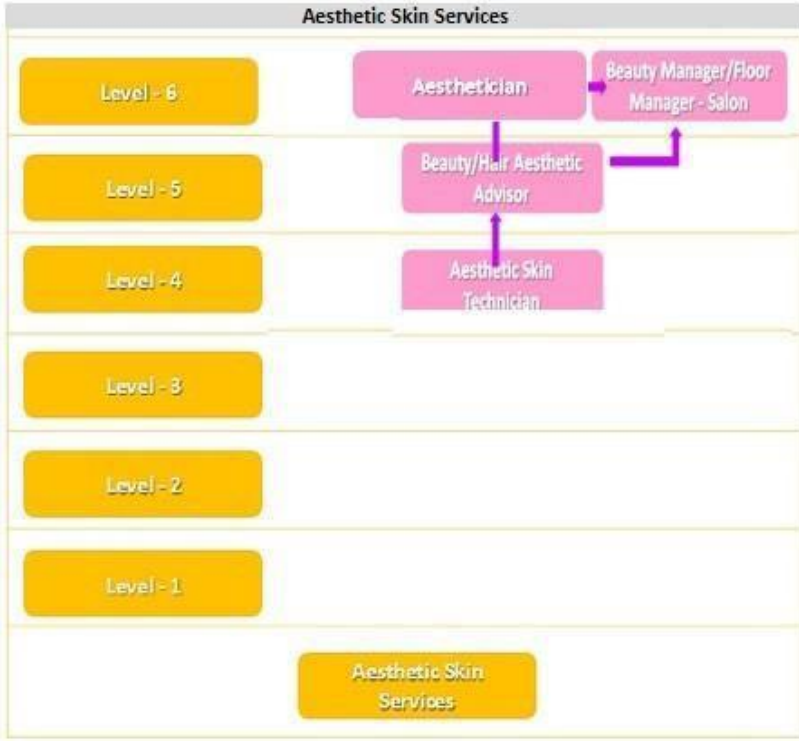 Aesthetic Skin Services
Level - 6
Aesthetician
Beauty Manager/Floor
Manager - Salon
Level - 5
Beauty/Hair Aesthetic
Advisor
Level - 4
Aesthetic Skin
Technician
Level - 3
Level - 2
Level - 1
Aesthetic Skin
Services